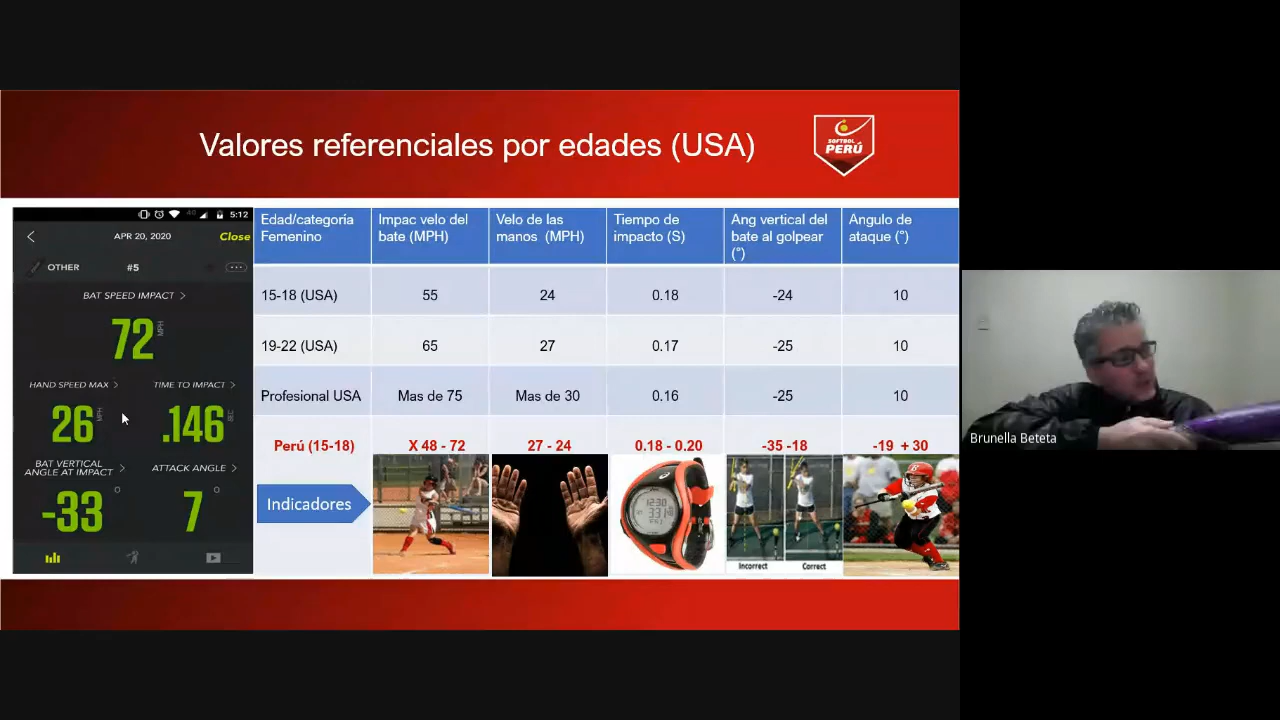 Valores referenciales por edades (USA)
SOFTBOL
PERÚ
4G 5:12
APR 20, 2020
Close
OTHER #5
BAT SPEED IMPACT >
72 MPH
HAND SPEED MAX > TIME TO IMPACT >
26 MPH .146 SEC
BAT VERTICAL
ANGLE AT IMPACT > ATTACK ANGLE >
-33 ° 7 °
Edad/categoría
Femenino
Impac velo del
bate (MPH)
Velo de las
manos (MPH)
Tiempo de
impacto (S)
Ang vertical del
bate al golpear
(°)
Angulo de
ataque (°)
15-18 (USA) 55 24 0.18 -24 10
19-22 (USA) 65 27 0.17 -25 10
Profesional USA Mas de 75 Mas de 30 0.16 -25 10
Perú (15-18) X 48 - 72 27 - 24 0.18 - 0.20 -35 -18 -19 + 30
Indicadores
Incorrect Correct
Brunella Beteta